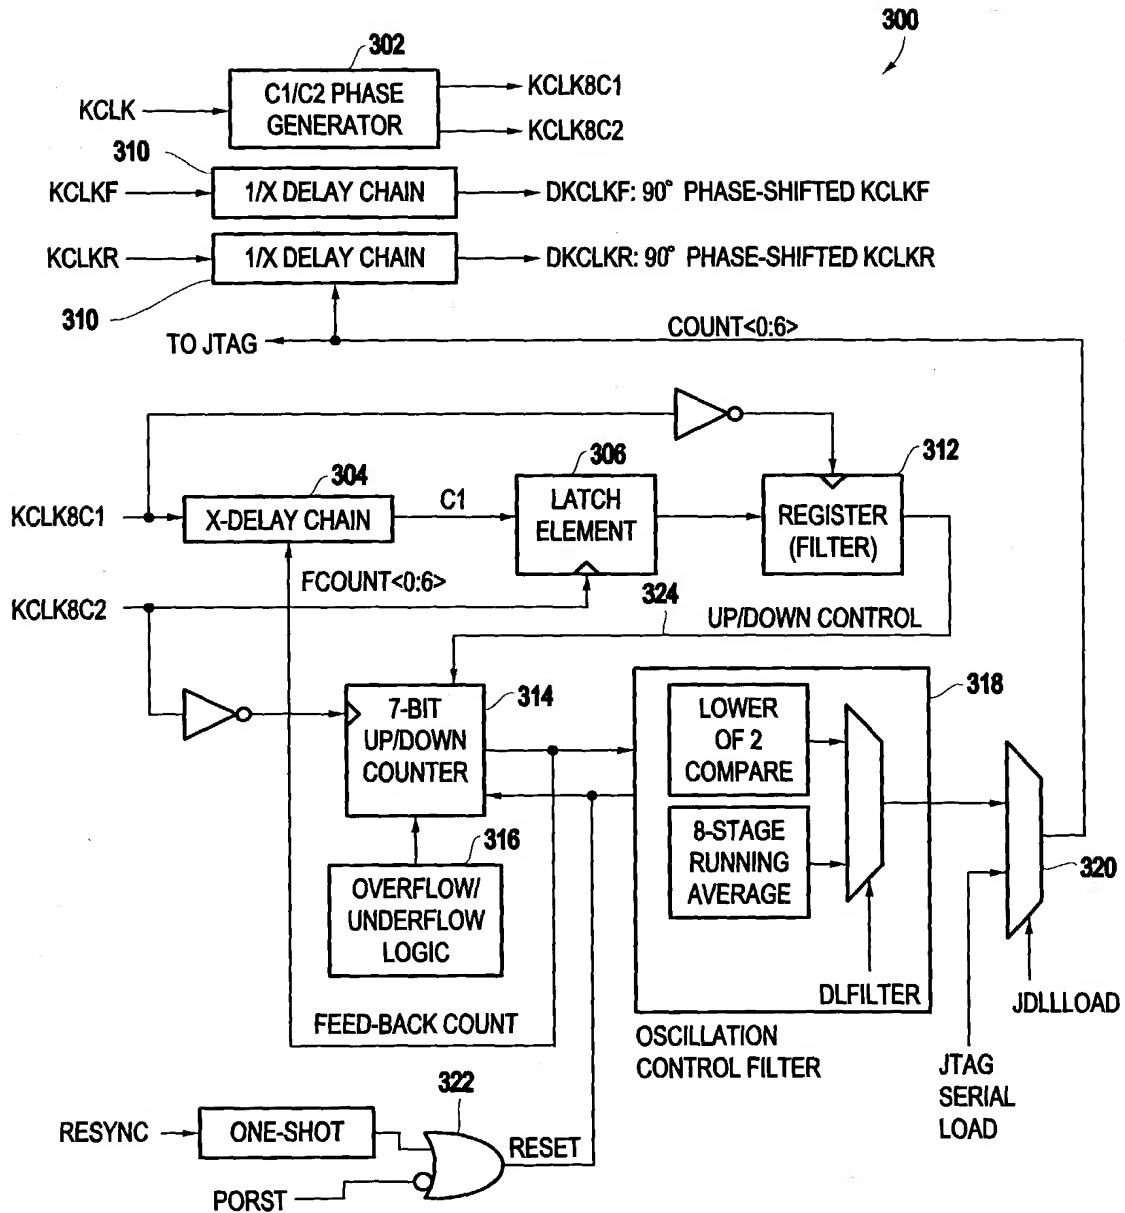 300
302
C1/C2 PHASE
GENERATOR
KCLK
KCLK8C1
KCLK8C2
310
KCLKF
1/X DELAY CHAIN
DKCLKF: 90° PHASE-SHIFTED KCLKF
KCLKR
1/X DELAY CHAIN
DKCLKR: 90° PHASE-SHIFTED KCLKR
310
TO JTAG
COUNT<0:6>
304
306
312
KCLK8C1
X-DELAY CHAIN
C1
LATCH
ELEMENT
REGISTER
(FILTER)
FCOUNT<0:6>
KCLK8C2
324
UP/DOWN CONTROL
314
7-BIT
UP/DOWN
COUNTER
318
LOWER
OF 2
COMPARE
8-STAGE
RUNNING
AVERAGE
316
OVERFLOW/
UNDERFLOW
LOGIC
320
DLFILTER
JDLLLOAD
FEED-BACK COUNT
OSCILLATION
CONTROL FILTER
JTAG
SERIAL
LOAD
322
RESYNC
ONE-SHOT
RESET
PORST